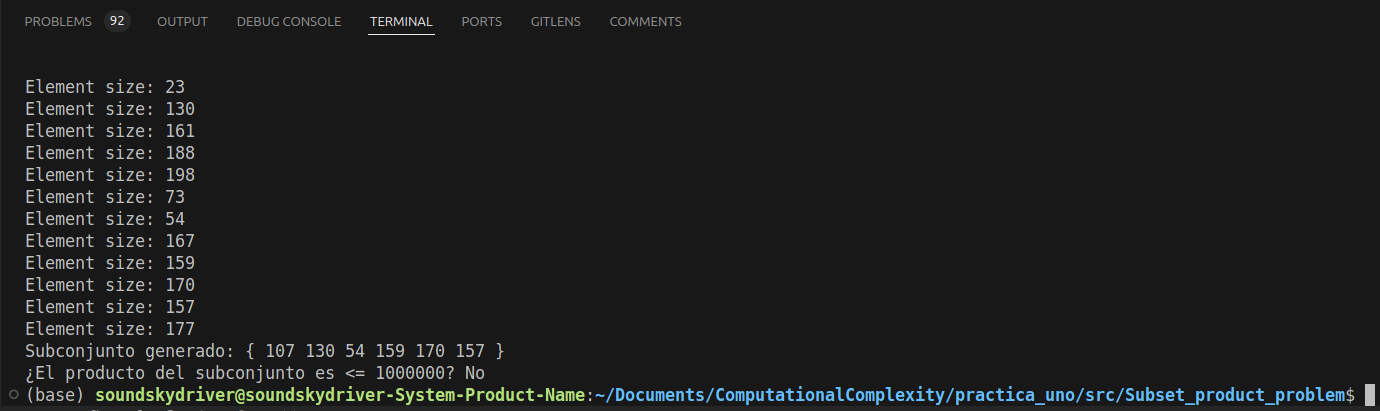 PROBLEMS 92 OUTPUT DEBUG CONSOLE TERMINAL PORTS GITLENS COMMENTS
Element size: 23
Element size: 130
Element size: 161
Element size: 188
Element size: 198
Element size: 73
Element size: 54
Element size: 167
Element size: 159
Element size: 170
Element size: 157
Element size: 177
Subconjunto generado: { 107 130 54 159 170 157 }
¿El producto del subconjunto es <= 1000000? No
(base) soundskydriver@soundskydriver-System-Product-Name:~/Documents/ComputationalComplexity/practica_uno/src/Subset_product_problem$